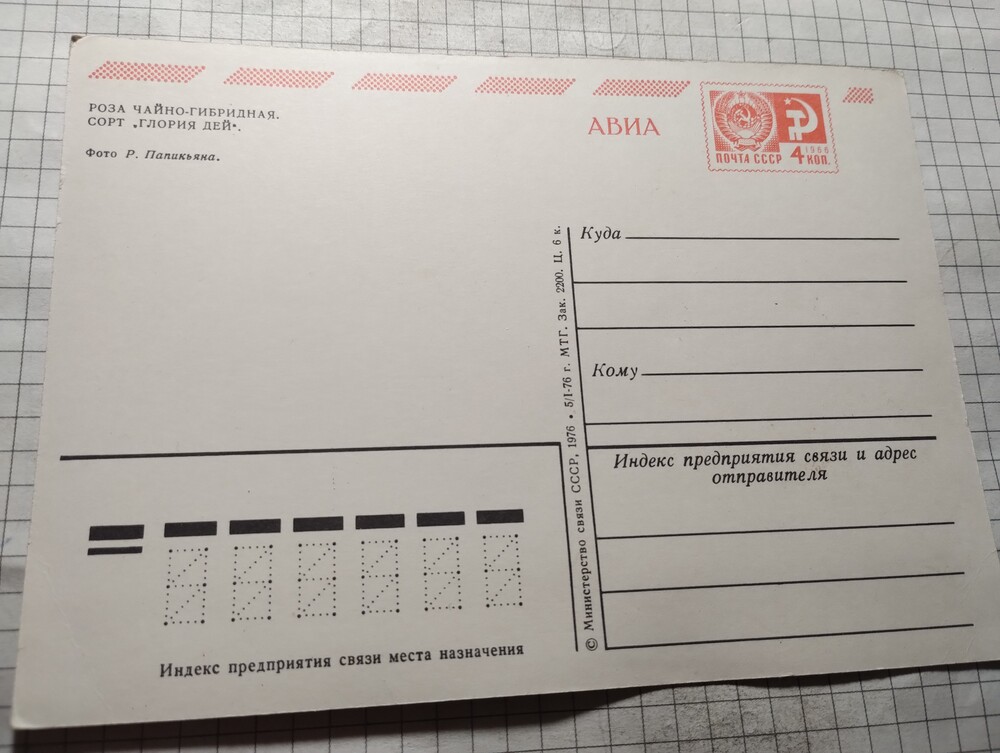 РОЗА ЧАЙНО-ГИБРИДНАЯ.
СОРТ „ГЛОРИЯ ДЕЙ“.
Фото Р. Папикьяна.
АВИА
1966
ПОЧТА СССР 4 КОП.
Куда
Кому
Индекс предприятия связи и адрес
отправителя
© Министерство связи СССР, 1976 • 5/I-76 г. МТГ. Зак. 2200. Ц. 6 к.
Индекс предприятия связи места назначения